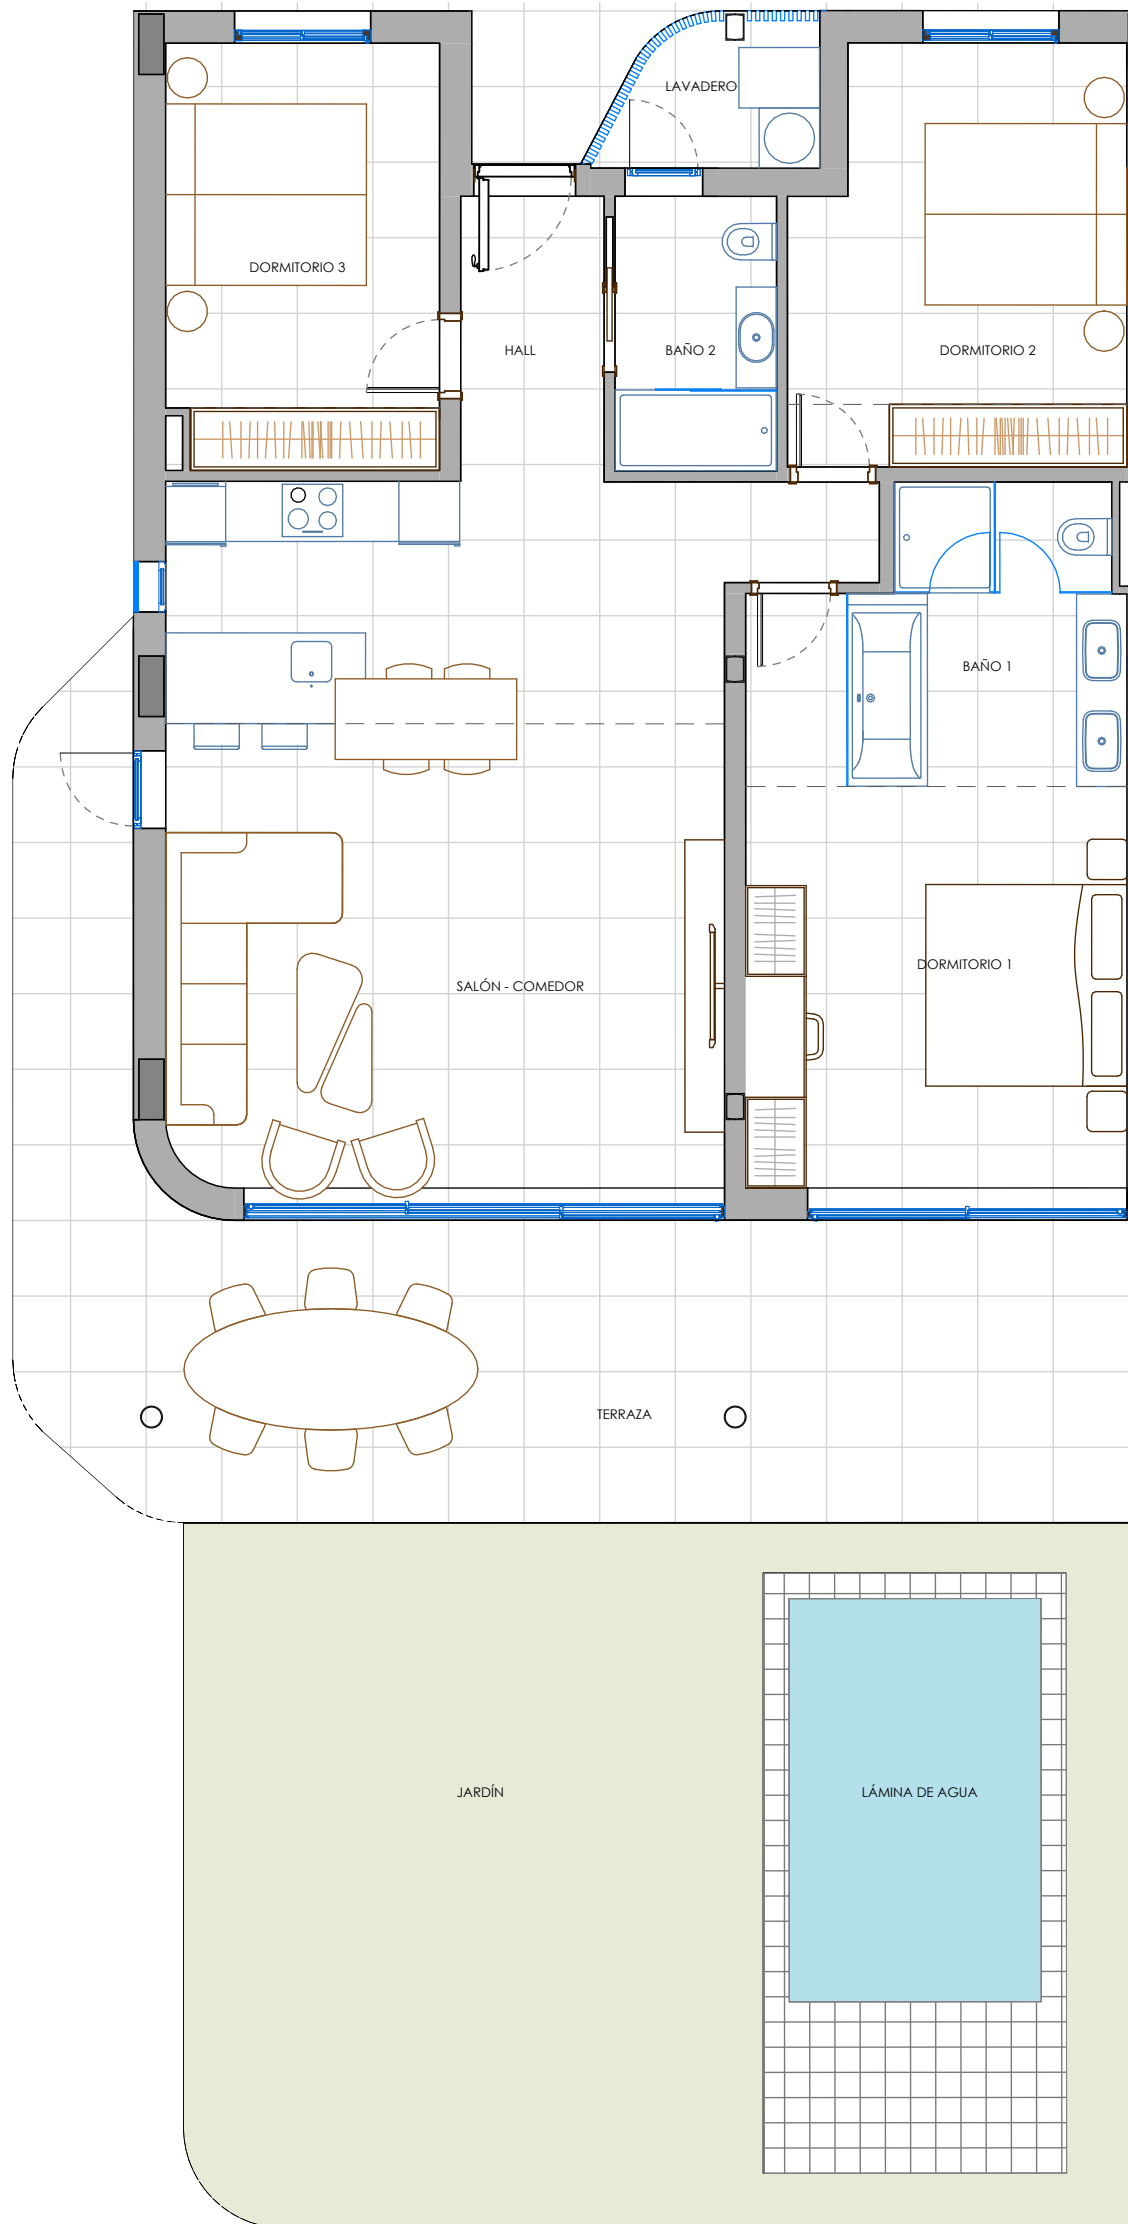 LAVADERO
DORMITORIO 3
HALL
BAÑO 2
DORMITORIO 2
BAÑO 1
DORMITORIO 1
SALÓN - COMEDOR
TERRAZA
JARDÍN
LÁMINA DE AGUA